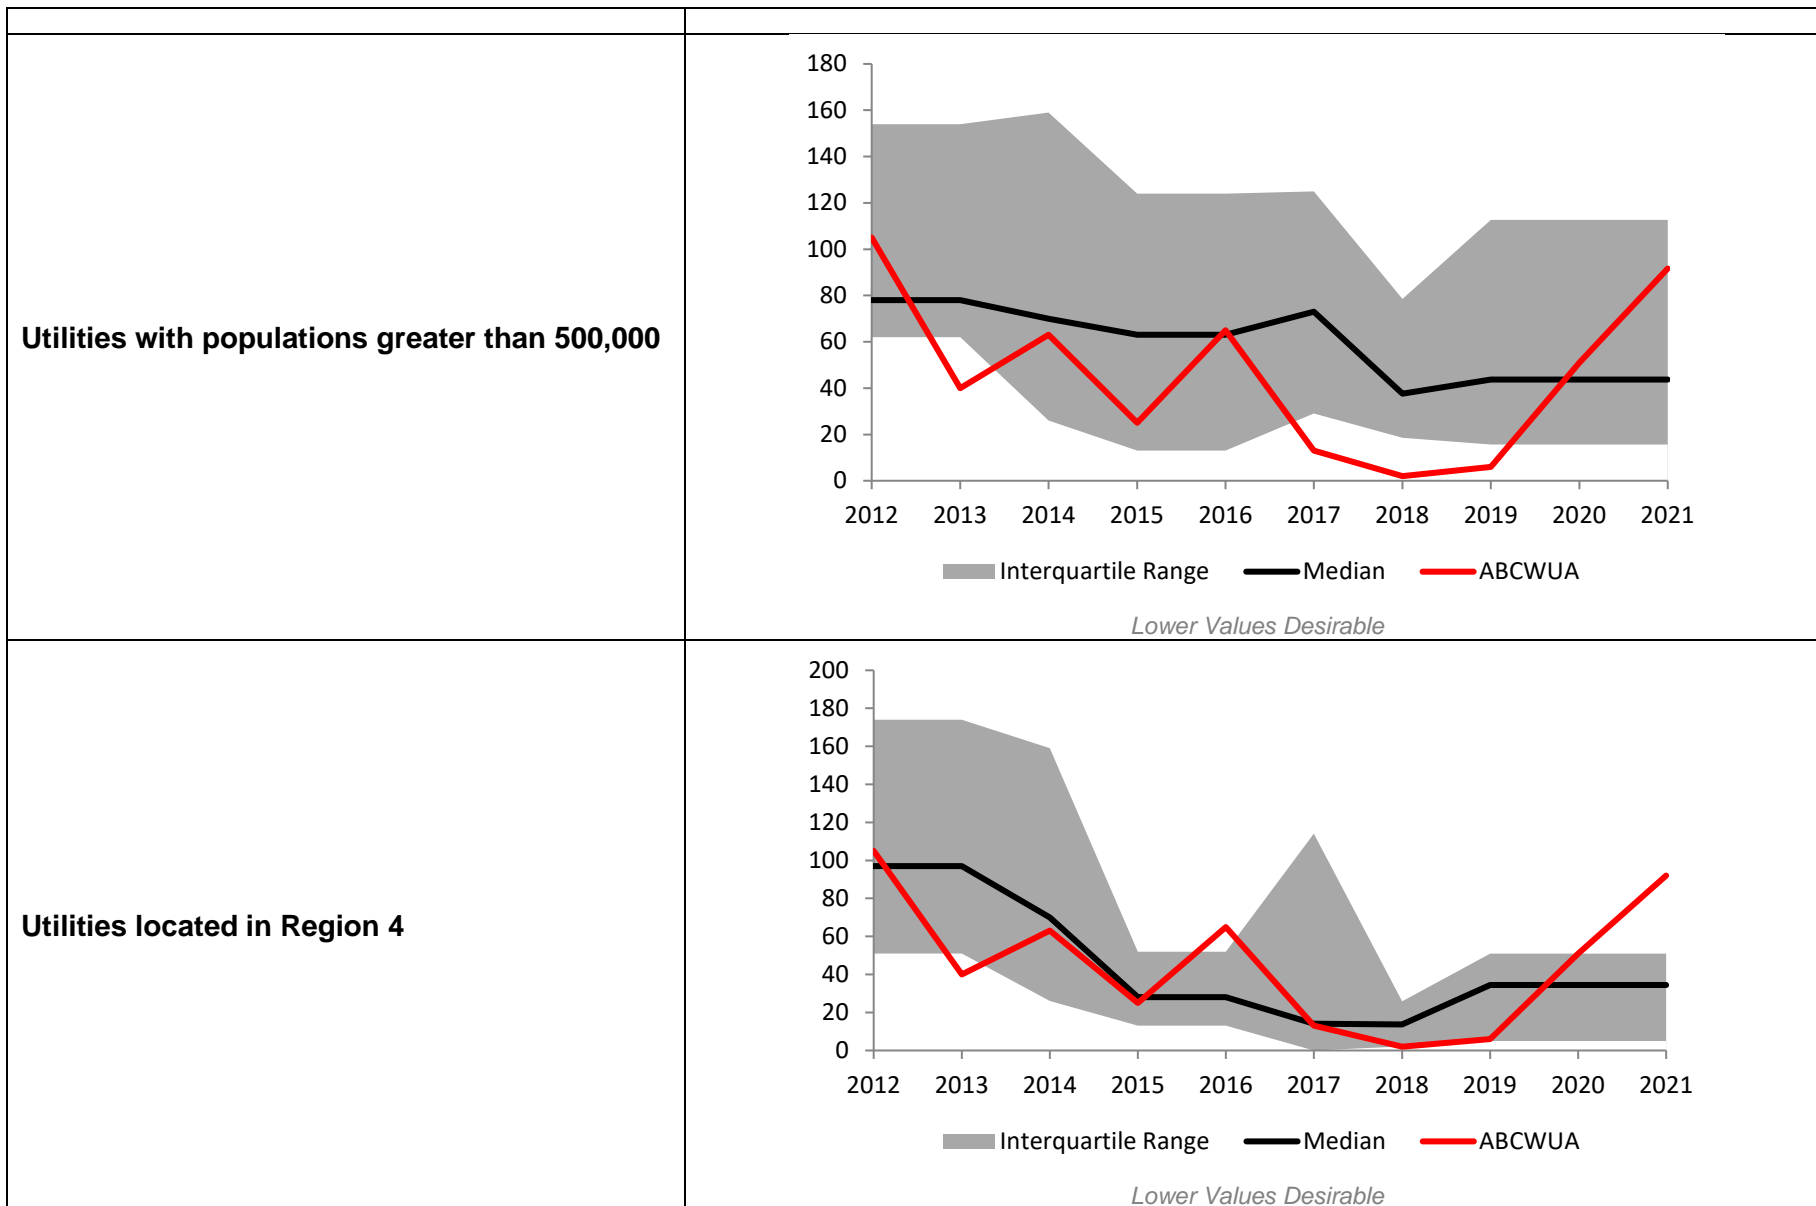 180
160
140
120
100
80
60
40
20
0
2012 2013 2014 2015 2016 2017 2018 2019 2020 2021
Interquartile Range Median ABCWUA
Lower Values Desirable
Utilities with populations greater than 500,000
200
180
160
140
120
100
80
60
40
20
0
2012 2013 2014 2015 2016 2017 2018 2019 2020 2021
Interquartile Range Median ABCWUA
Lower Values Desirable
Utilities located in Region 4